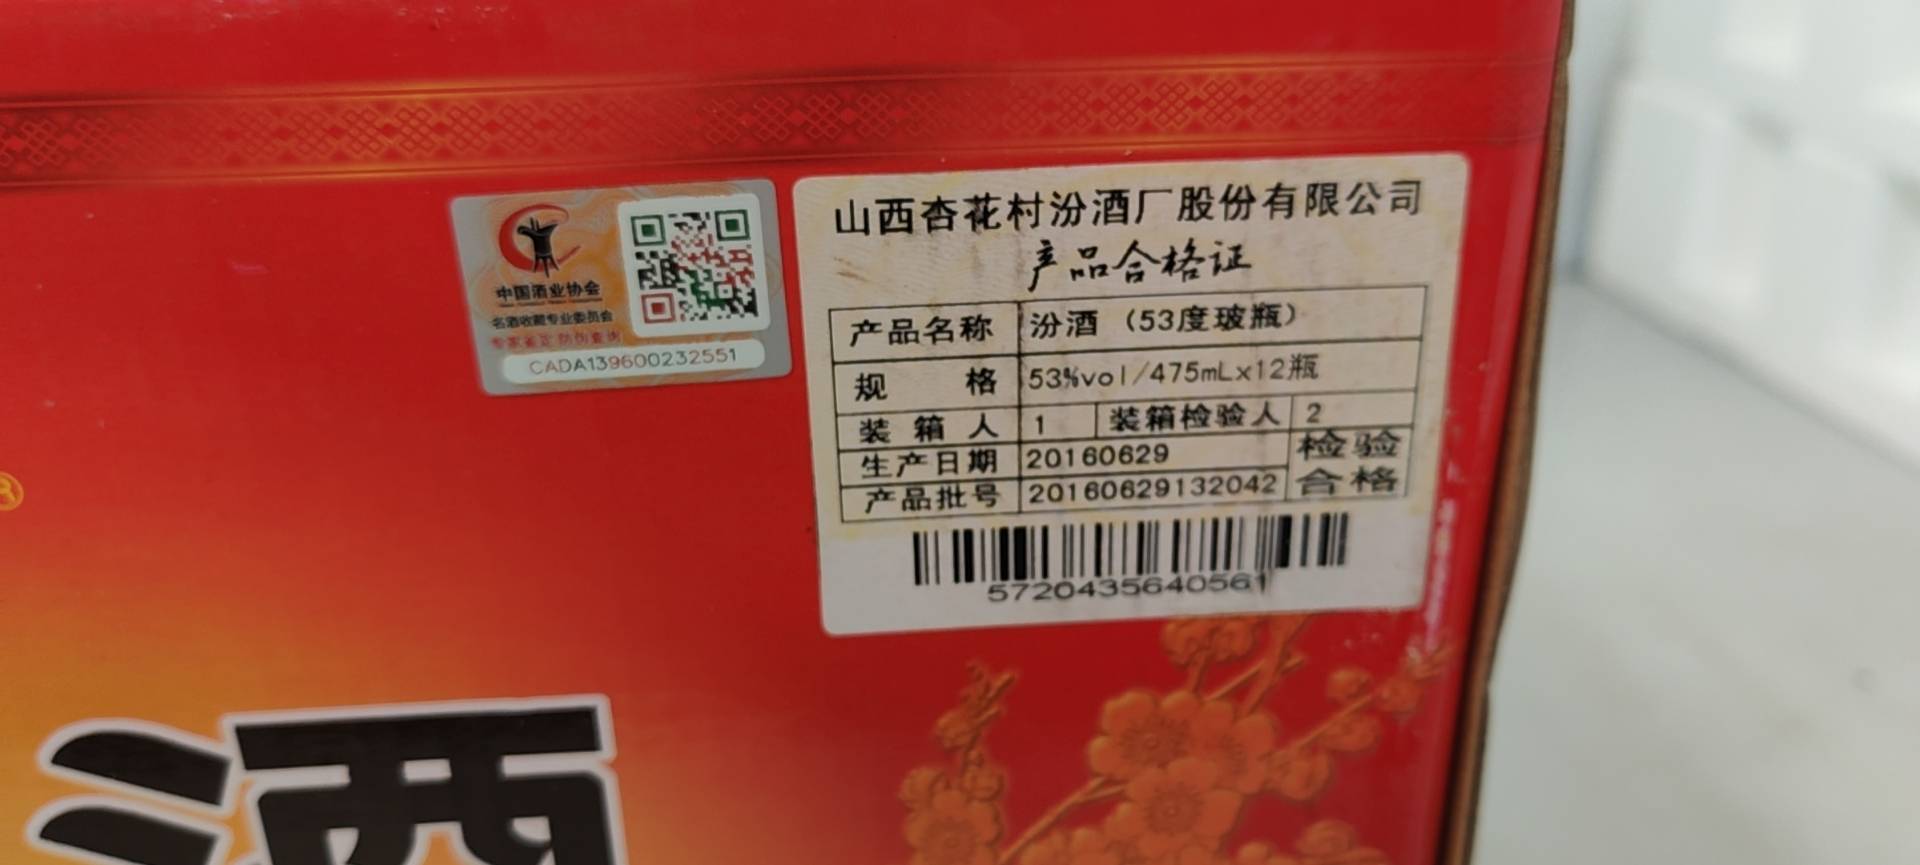 ®
中国酒业协会
名酒收藏专业委员会
专家鉴定 防伪查询
CADA139600232551
山西杏花村汾酒厂股份有限公司
产品合格证
产品名称 汾酒（53度玻瓶）
规 格 53%vol/475mLx12瓶
装箱人 1 装箱检验人 2
生产日期 20160629 检验
产品批号 20160629132042 合格
5720435640561
酒